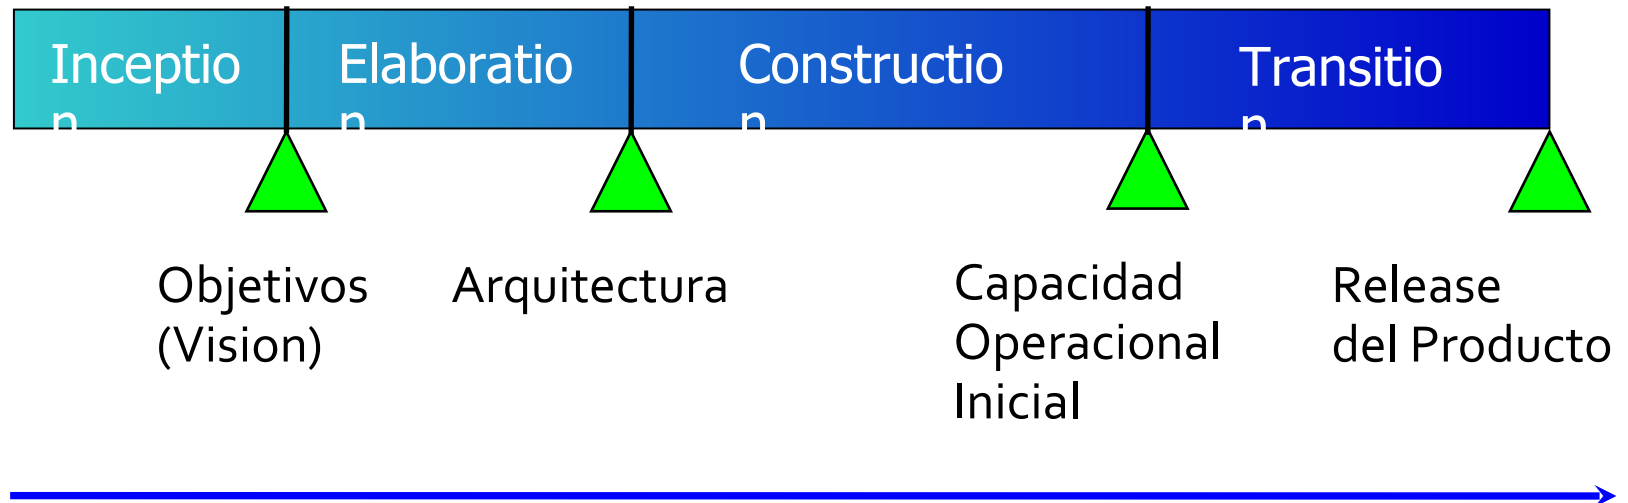 Inceptio
n
Elaboratio
n
Constructio
n
Transitio
n
Objetivos
(Vision)
Arquitectura
Capacidad
Operacional
Inicial
Release
del Producto